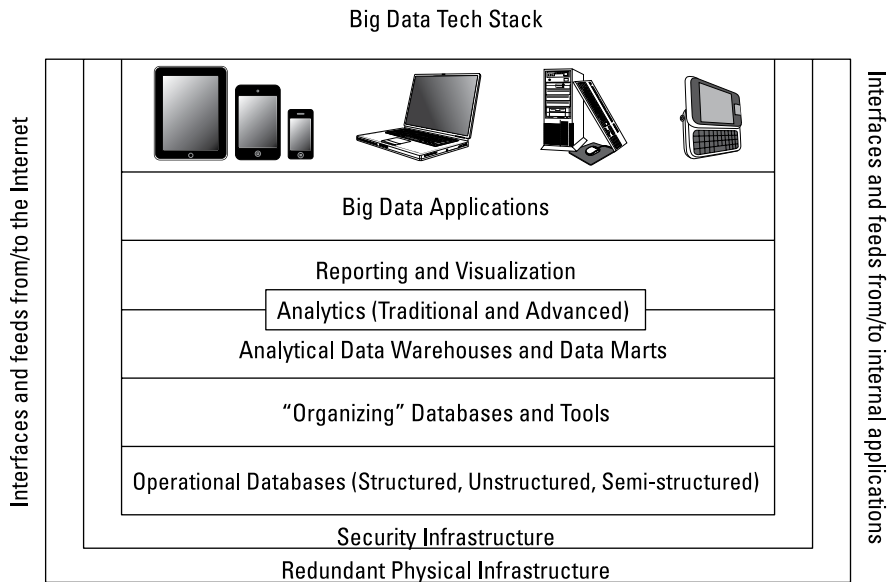 Big Data Tech Stack
Interfaces and feeds from/to the Internet
Big Data Applications
Reporting and Visualization
Analytics (Traditional and Advanced)
Analytical Data Warehouses and Data Marts
“Organizing” Databases and Tools
Operational Databases (Structured, Unstructured, Semi-structured)
Security Infrastructure
Redundant Physical Infrastructure
Interfaces and feeds from/to internal applications